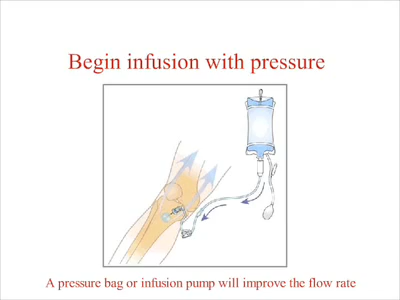 Begin infusion with pressure
A pressure bag or infusion pump will improve the flow rate